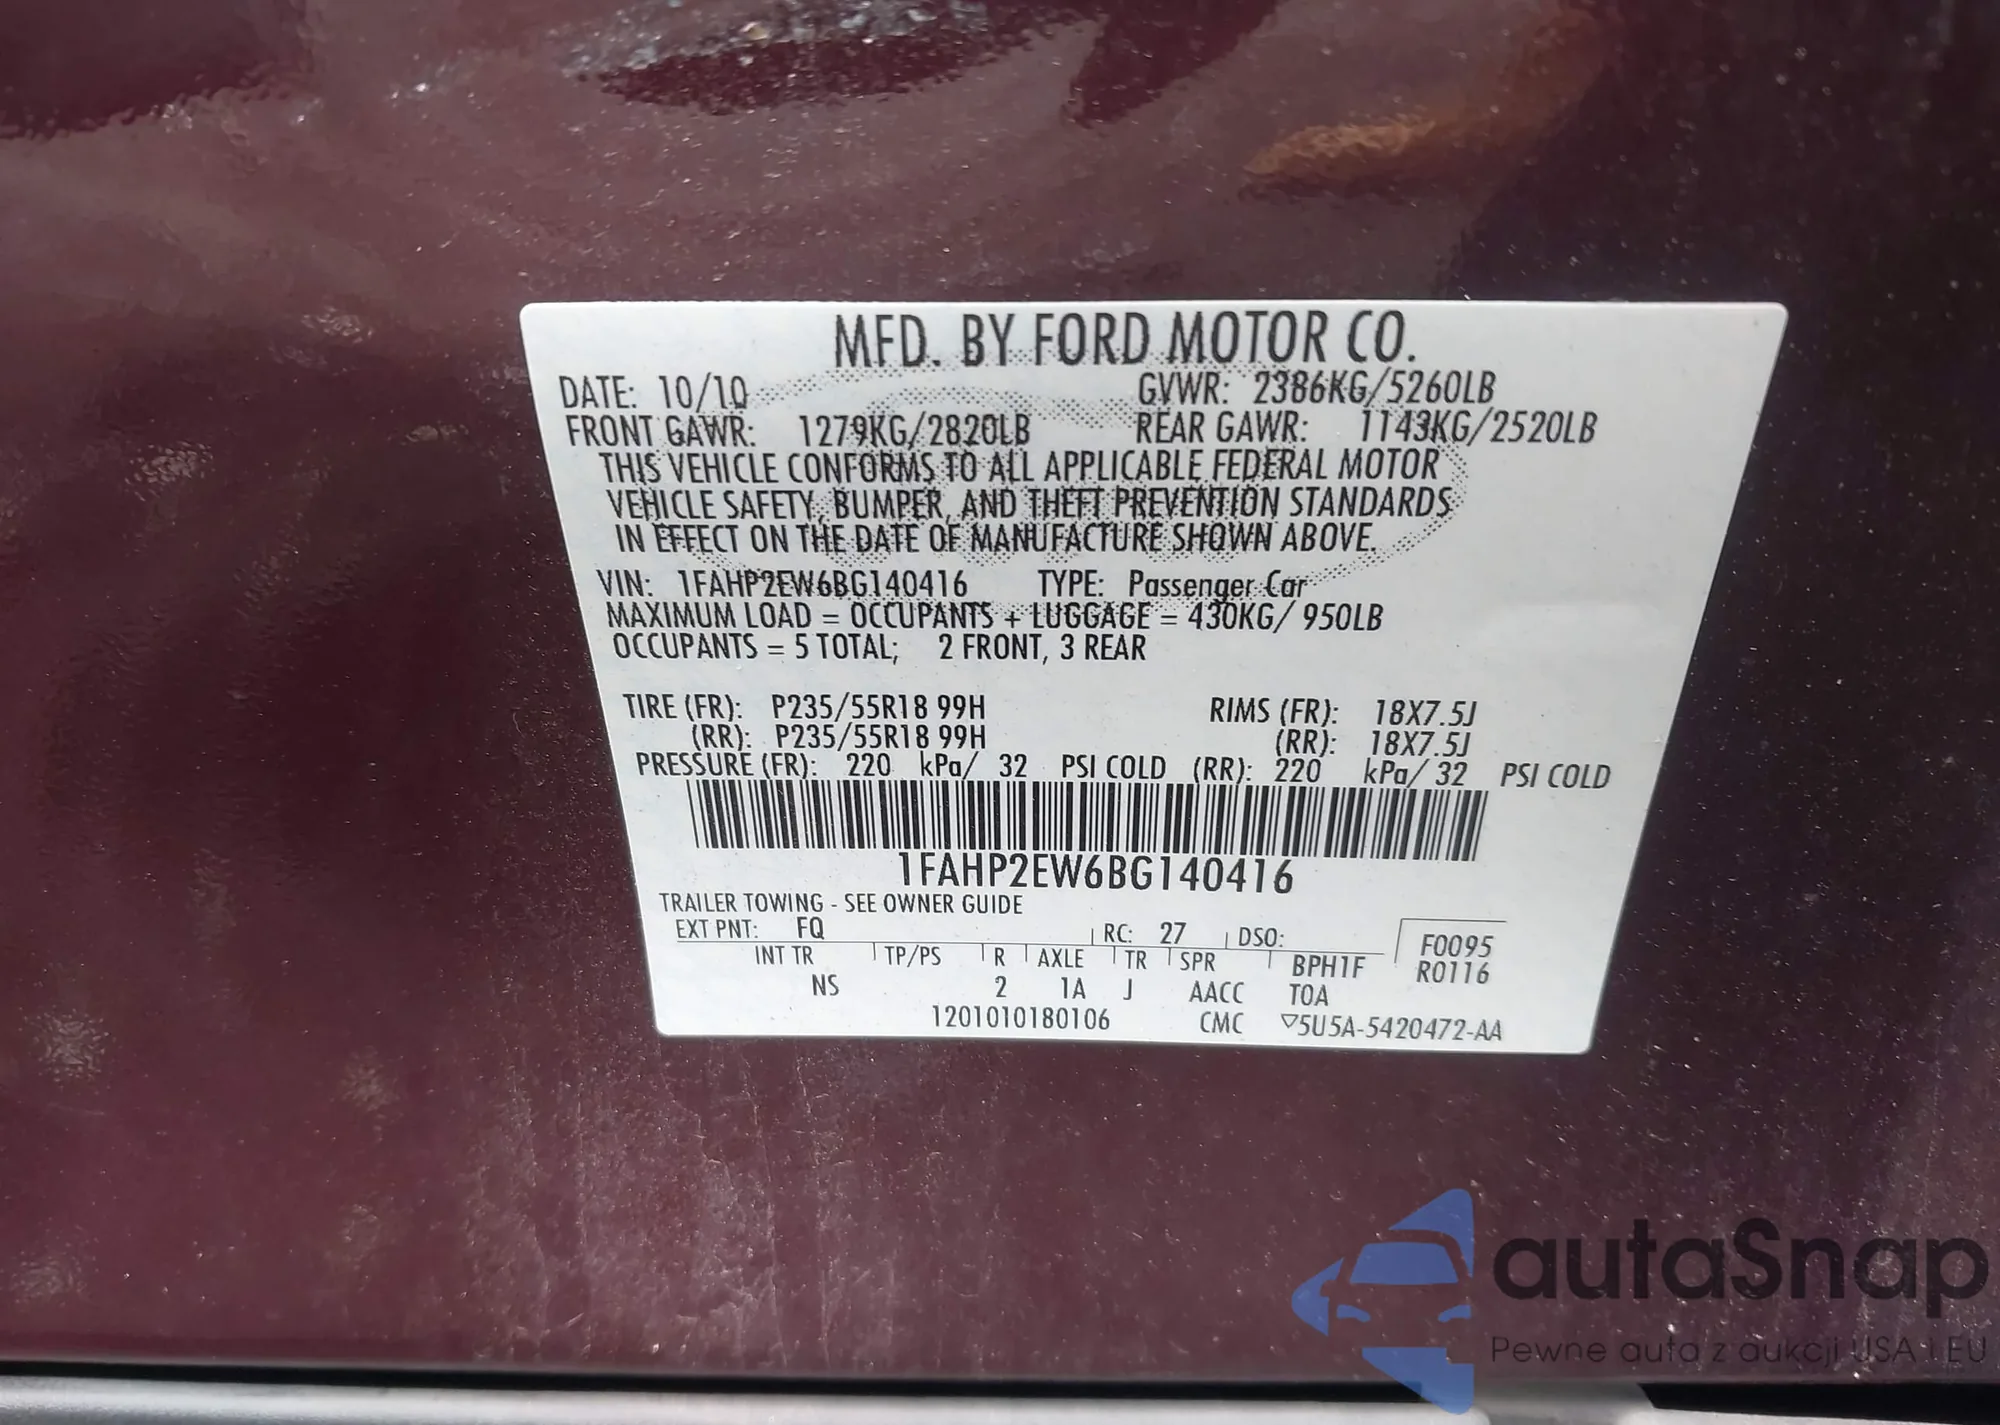 MFD. BY FORD MOTOR CO.
DATE: 10/10 GVWR: 2386KG/5260LB
FRONT GAWR: 1279KG/2820LB REAR GAWR: 1143KG/2520LB
THIS VEHICLE CONFORMS TO ALL APPLICABLE FEDERAL MOTOR
VEHICLE SAFETY, BUMPER, AND THEFT PREVENTION STANDARDS
IN EFFECT ON THE DATE OF MANUFACTURE SHOWN ABOVE.
VIN: 1FAHP2EW6BG140416 TYPE: Passenger Car
MAXIMUM LOAD = OCCUPANTS + LUGGAGE = 430KG/ 950LB
OCCUPANTS = 5 TOTAL; 2 FRONT, 3 REAR
TIRE (FR): P235/55R18 99H RIMS (FR): 18X7.5J
(RR): P235/55R18 99H (RR): 18X7.5J
PRESSURE (FR): 220 kPa/ 32 PSI COLD (RR): 220 kPa/ 32 PSI COLD
1FAHP2EW6BG140416
TRAILER TOWING - SEE OWNER GUIDE
EXT PNT: FQ RC: 27 DSO: F0095
INT TR TP/PS R AXLE TR SPR BPH1F R0116
NS 2 1A J AACC TOA
1201010180106 CMC ▽5U5A-5420472-AA
autaSnap
Pewne auta z aukcji USA i EU